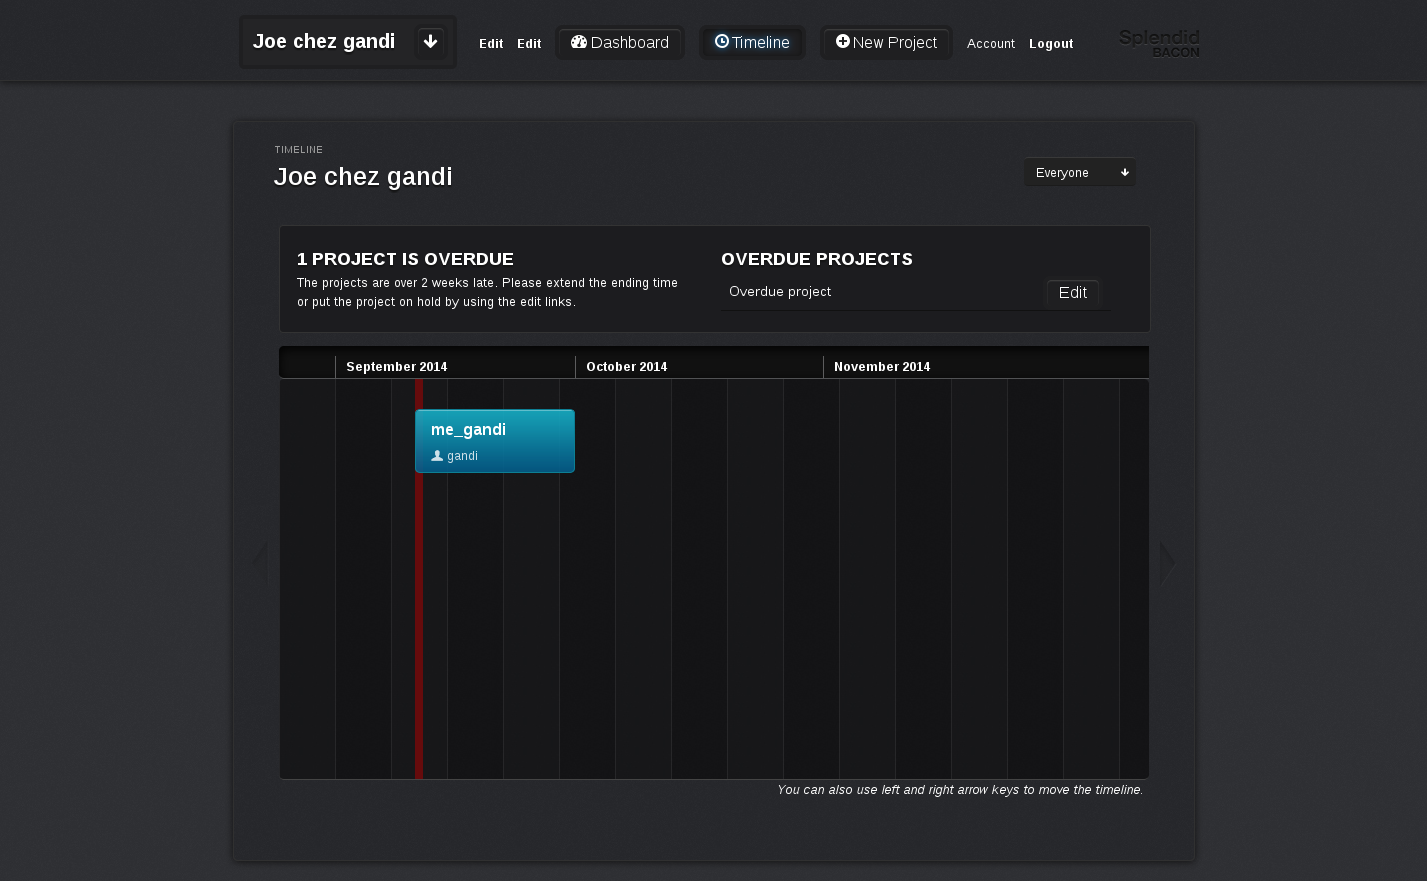 Joe chez gandi
Edit Edit Dashboard Timeline New Project Account Logout
Splendid
BACON
TIMELINE
Joe chez gandi
Everyone
1 PROJECT IS OVERDUE
The projects are over 2 weeks late. Please extend the ending time
or put the project on hold by using the edit links.
OVERDUE PROJECTS
Overdue project Edit
September 2014 October 2014 November 2014
me_gandi
gandi
You can also use left and right arrow keys to move the timeline.